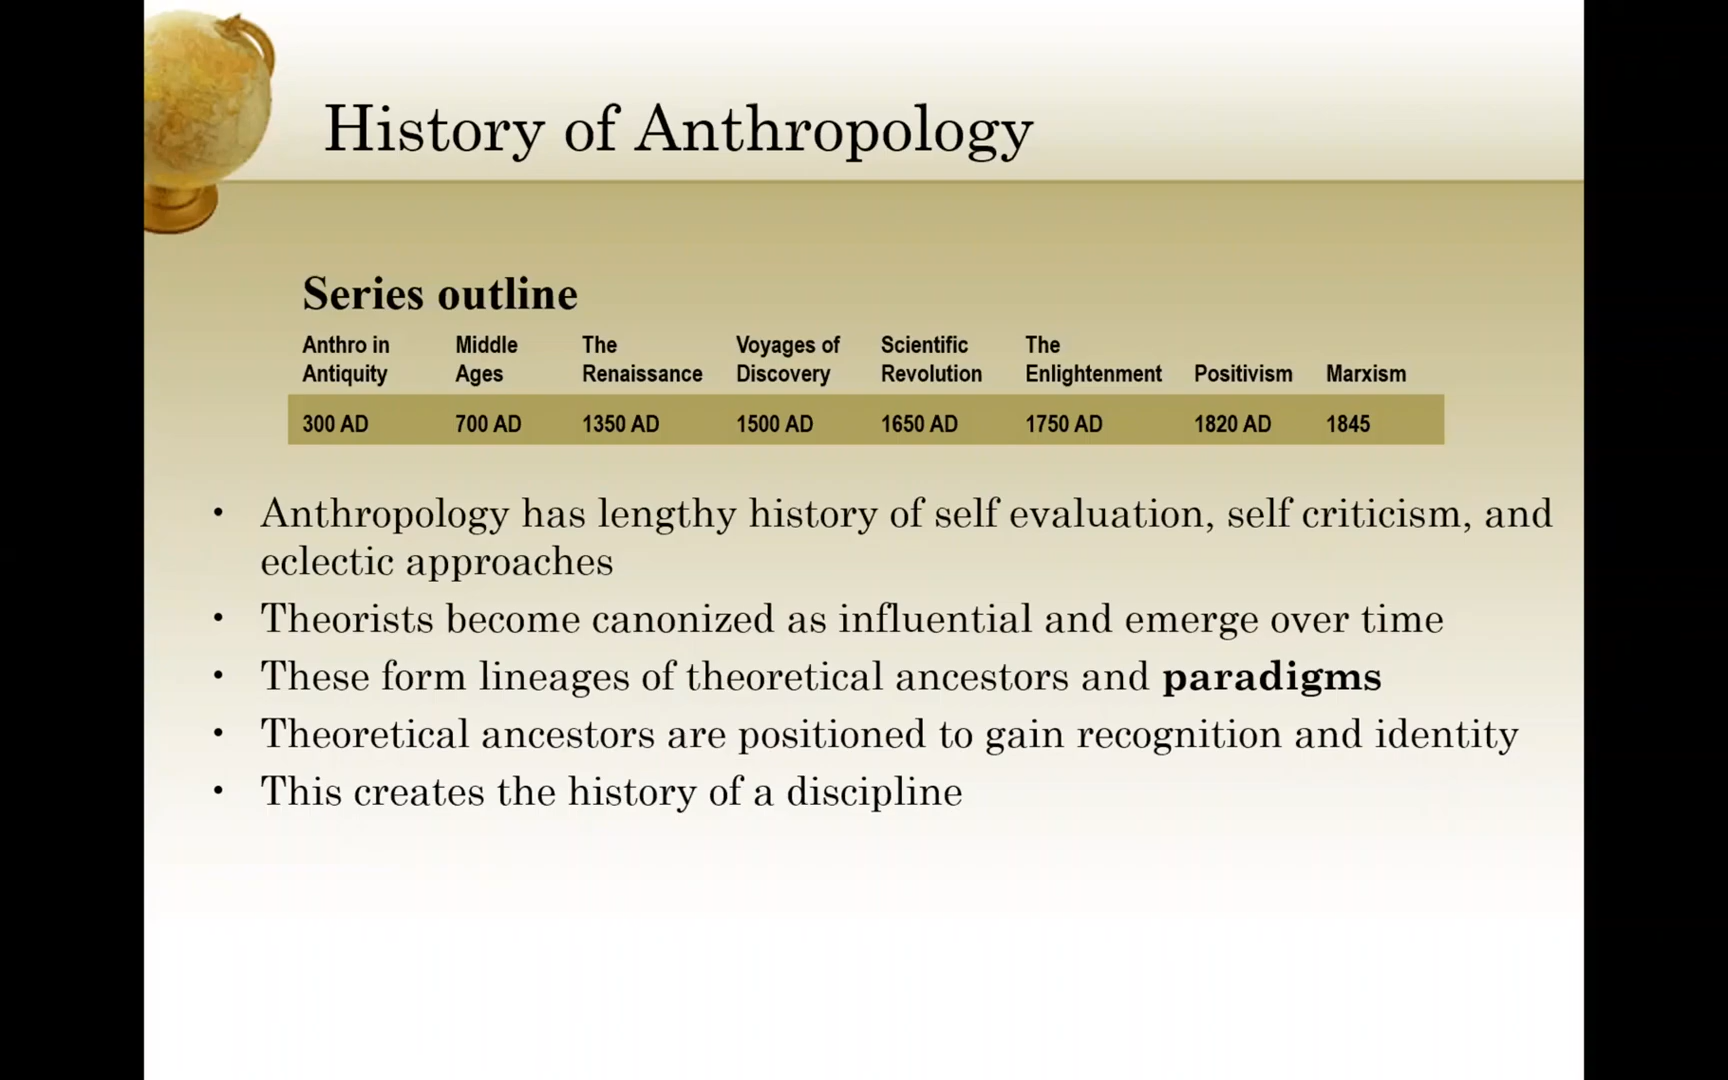 History of Anthropology
Series outline
Anthro in Antiquity
Middle Ages
The Renaissance
Voyages of Discovery
Scientific Revolution
The Enlightenment
Positivism
Marxism
300 AD 700 AD 1350 AD 1500 AD 1650 AD 1750 AD 1820 AD 1845
• Anthropology has lengthy history of self evaluation, self criticism, and
eclectic approaches
• Theorists become canonized as influential and emerge over time
• These form lineages of theoretical ancestors and paradigms
• Theoretical ancestors are positioned to gain recognition and identity
• This creates the history of a discipline